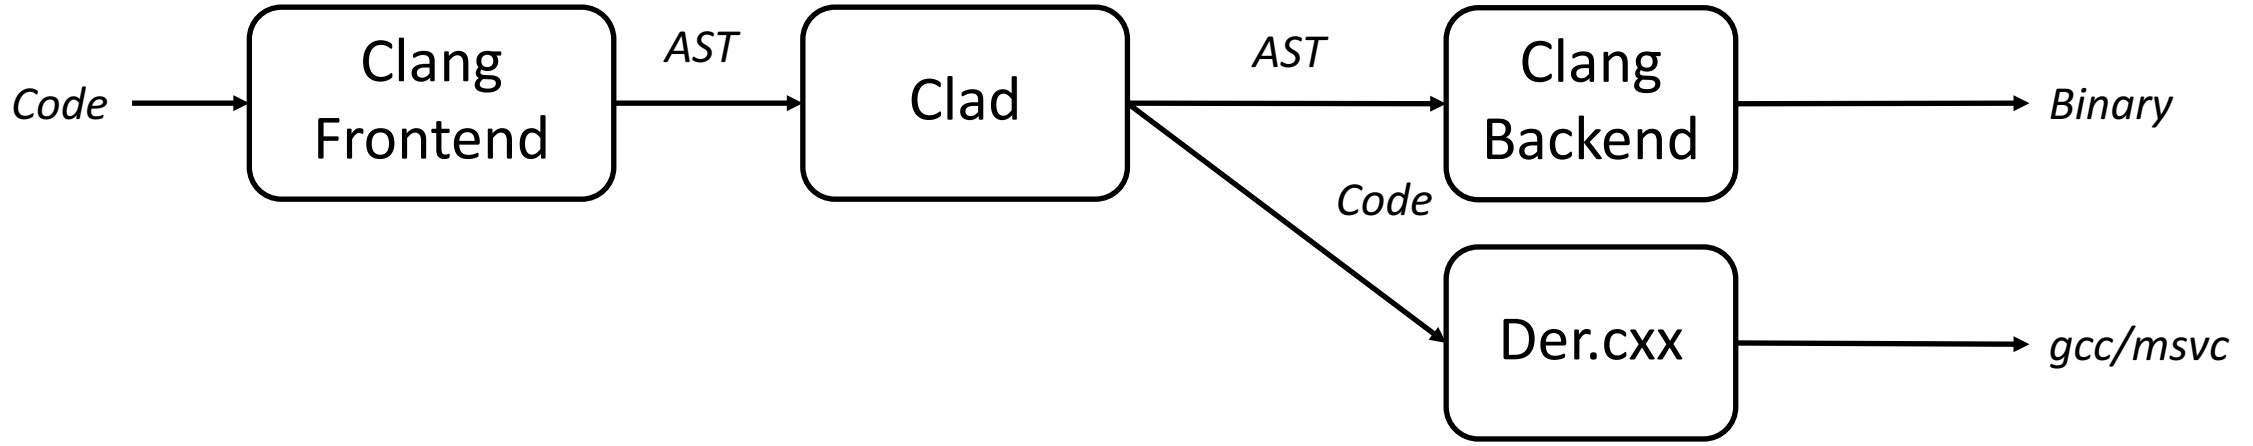 Code
Clang
Frontend
AST
Clad
AST
Clang
Backend
Binary
Code
Der.cxx
gcc/msvc